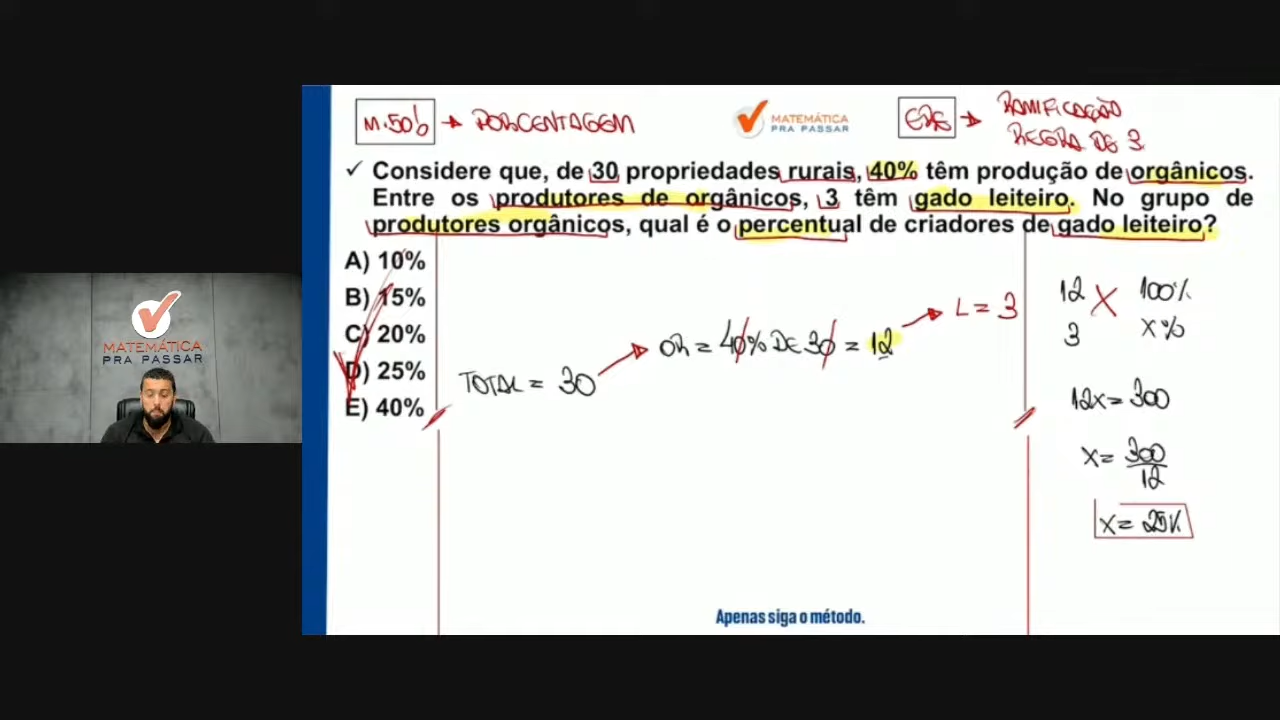 M.50b → PORCENTAGEM
MATEMÁTICA
PRA PASSAR
→ RAMIFICAÇÃO
REGRA DE 3
✓ Considere que, de 30 propriedades rurais, 40% têm produção de orgânicos.
Entre os produtores de orgânicos, 3 têm gado leiteiro. No grupo de
produtores orgânicos, qual é o percentual de criadores de gado leiteiro?
A) 10%
B) 15%
C) 20%
D) 25%
E) 40%
TOTAL = 30
OR = 40% DE 30 = 12
L = 3
12 100%
3 X%
12X = 300
X = 300
12
X = 25%
MATEMÁTICA
PRA PASSAR
Apenas siga o método.